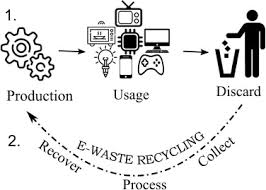 1.
Production Usage Discard
2.
E-WASTE RECYCLING
Recover Process Collect